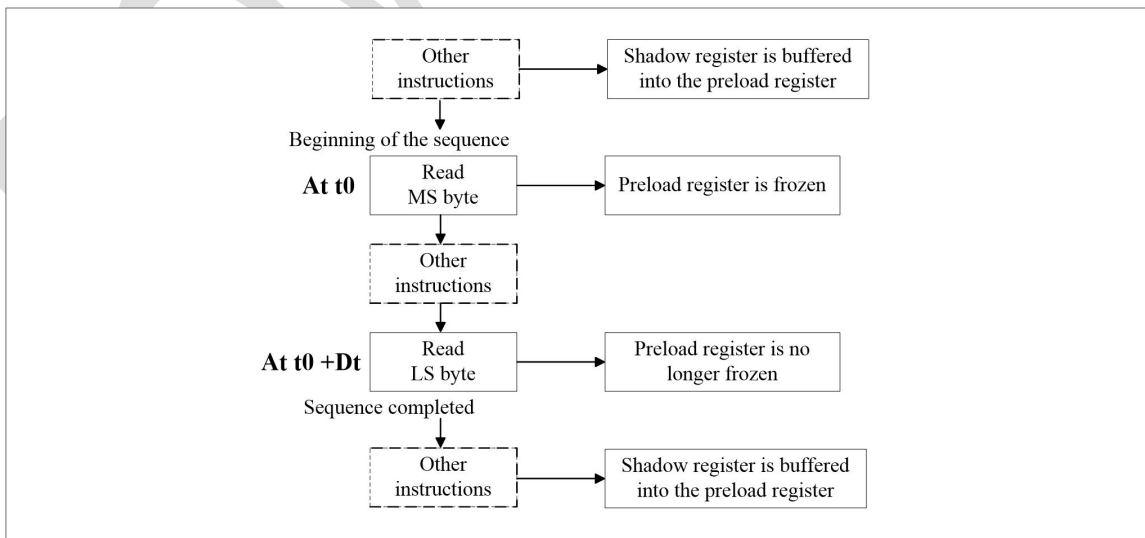 Other
instructions
Shadow register is buffered
into the preload register
Beginning of the sequence
At t0
Read
MS byte
Preload register is frozen
Other
instructions
At t0 +Dt
Read
LS byte
Preload register is no
longer frozen
Sequence completed
Other
instructions
Shadow register is buffered
into the preload register